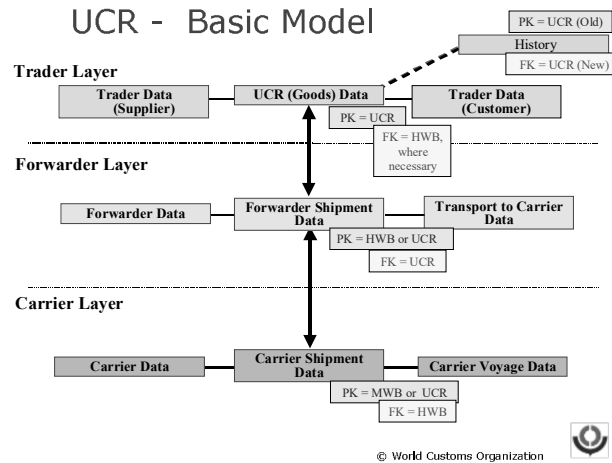 UCR - Basic Model
PK = UCR (Old)
History
FK = UCR (New)
Trader Layer
Trader Data
(Supplier)
UCR (Goods) Data
Trader Data
(Customer)
PK = UCR
FK = HWB,
where
necessary
Forwarder Layer
Forwarder Data
Forwarder Shipment
Data
Transport to Carrier
Data
PK = HWB or UCR
FK = UCR
Carrier Layer
Carrier Data
Carrier Shipment
Data
Carrier Voyage Data
PK = MWB or UCR
FK = HWB
© World Customs Organization